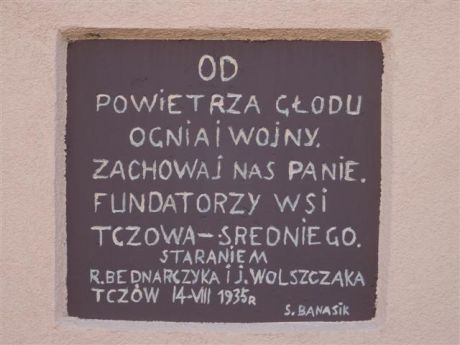 OD
POWIETRZA GŁODU
OGNIA I WOJNY.
ZACHOWAJ NAS PANIE.
FUNDATORZY WSI
TCZOWA-SREDNIEGO.
STARANIEM
R.BEDNARCZYKA I J.WOLSZCZAKA
TCZÓW 14-VIII 1935R
S.BANASIK